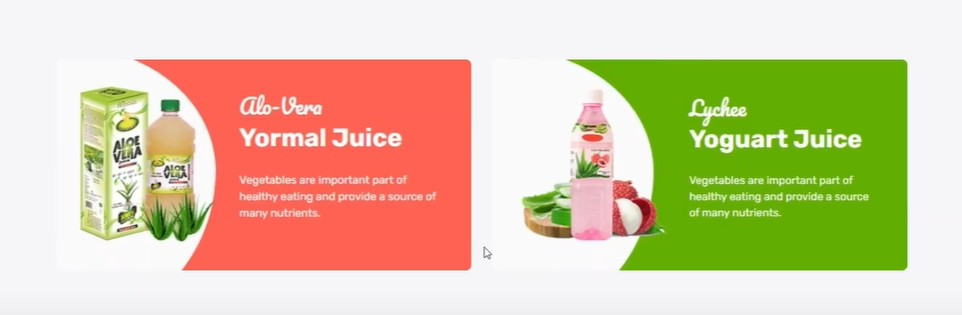 Alo-Vera
Yormal Juice
Vegetables are important part of
healthy eating and provide a source of
many nutrients.
ALOE
VERA
ALOE
VERA
Lychee
Yoguart Juice
Vegetables are important part of
healthy eating and provide a source
of many nutrients.